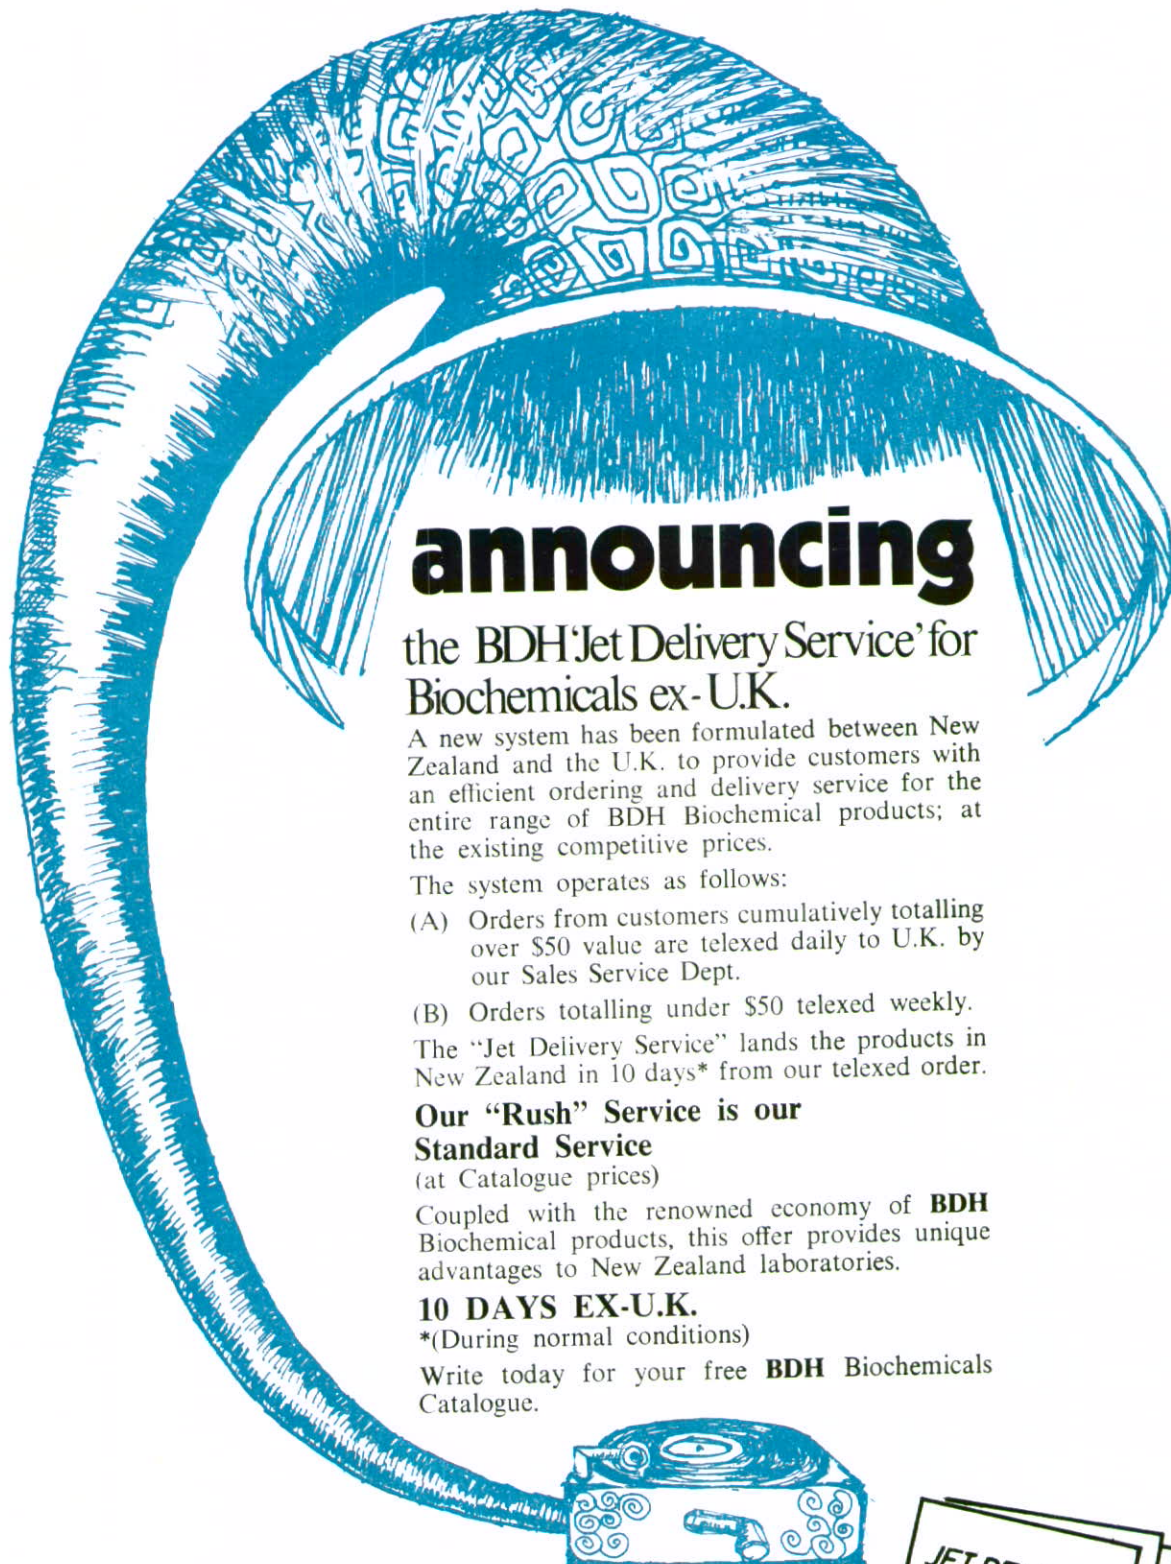 announcing
the BDH 'Jet Delivery Service' for
Biochemicals ex-U.K.
A new system has been formulated between New
Zealand and the U.K. to provide customers with
an efficient ordering and delivery service for the
entire range of BDH Biochemical products; at
the existing competitive prices.
The system operates as follows:
(A) Orders from customers cumulatively totalling
over $50 value are telexed daily to U.K. by
our Sales Service Dept.
(B) Orders totalling under $50 telexed weekly.
The "Jet Delivery Service" lands the products in
New Zealand in 10 days* from our telexed order.
Our "Rush" Service is our
Standard Service
(at Catalogue prices)
Coupled with the renowned economy of BDH
Biochemical products, this offer provides unique
advantages to New Zealand laboratories.
10 DAYS EX-U.K.
*(During normal conditions)
Write today for your free BDH Biochemicals
Catalogue.
JET